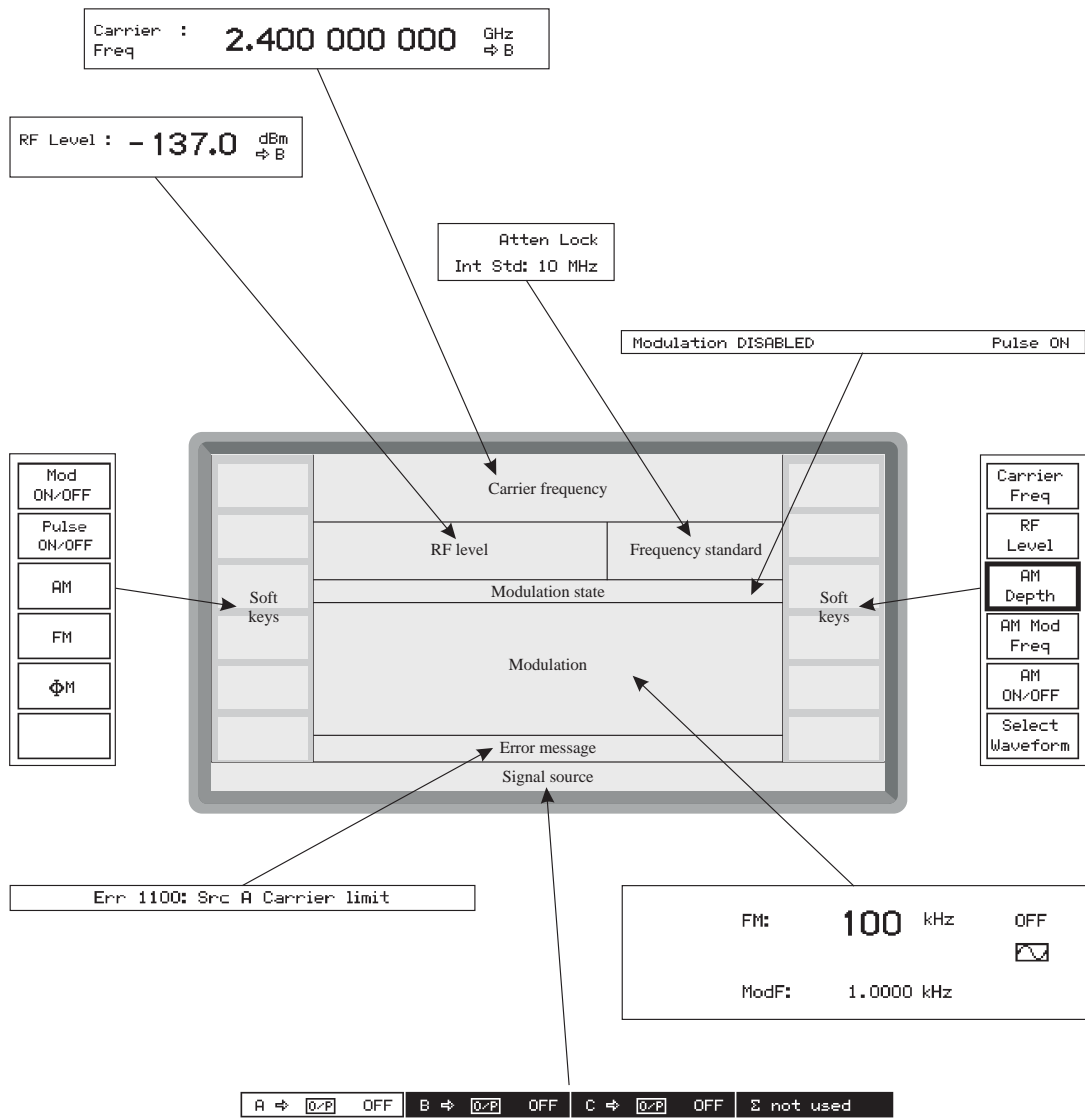 Carrier : 2.400 000 000 GHz
Freq ⇨ B
RF Level : -137.0 dBm
⇨ B
Atten Lock
Int Std: 10 MHz
Modulation DISABLED Pulse ON
Mod
ON/OFF
Pulse
ON/OFF
AM
FM
ΦM
Soft
keys
Carrier frequency
RF level
Frequency standard
Modulation state
Modulation
Error message
Signal source
Soft
keys
Carrier
Freq
RF
Level
AM
Depth
AM Mod
Freq
AM
ON/OFF
Select
Waveform
Err 1100: Src A Carrier limit
FM: 100 kHz OFF
ModF: 1.0000 kHz
A ⇨ O/P OFF B ⇨ O/P OFF C ⇨ O/P OFF Σ not used